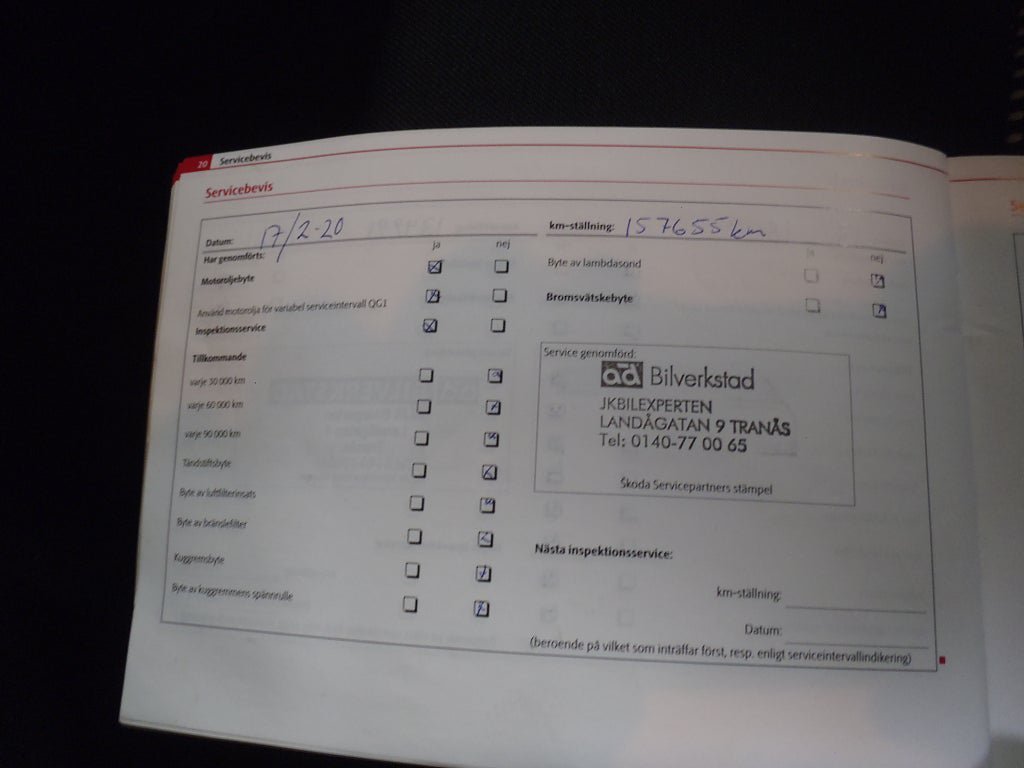 20 Servicebevis
Servicebevis
Datum: 17/2-20
km-ställning: 157655km
Har genomförts: ja nej
Motoroljebyte
Använd motorolja för variabel serviceintervall QG1
Inspektionsservice
Tillkommande
varje 30 000 km
varje 60 000 km
varje 90 000 km
Tändstiftsbyte
Byte av luftfilterinsats
Byte av bränslefilter
Kuggremsbyte
Byte av kuggremmens spännrulle
ja nej
Byte av lambdasond
Bromsvätskebyte
Service genomförd:
ad Bilverkstad
JKBILEXPERTEN
LANDÅGATAN 9 TRANÅS
Tel: 0140-77 00 65
Škoda Servicepartners stämpel
Nästa inspektionsservice:
km-ställning:
Datum:
(beroende på vilket som inträffar först, resp. enligt serviceintervallindikering)